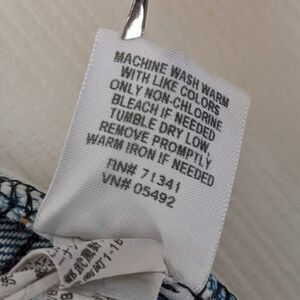 MACHINE WASH WARM
WITH LIKE COLORS
ONLY NON-CHLORINE
BLEACH IF NEEDED
TUMBLE DRY LOW,
REMOVE PROMPTLY
WARM IRON IF NEEDED
RN# 71341
VN# 05492